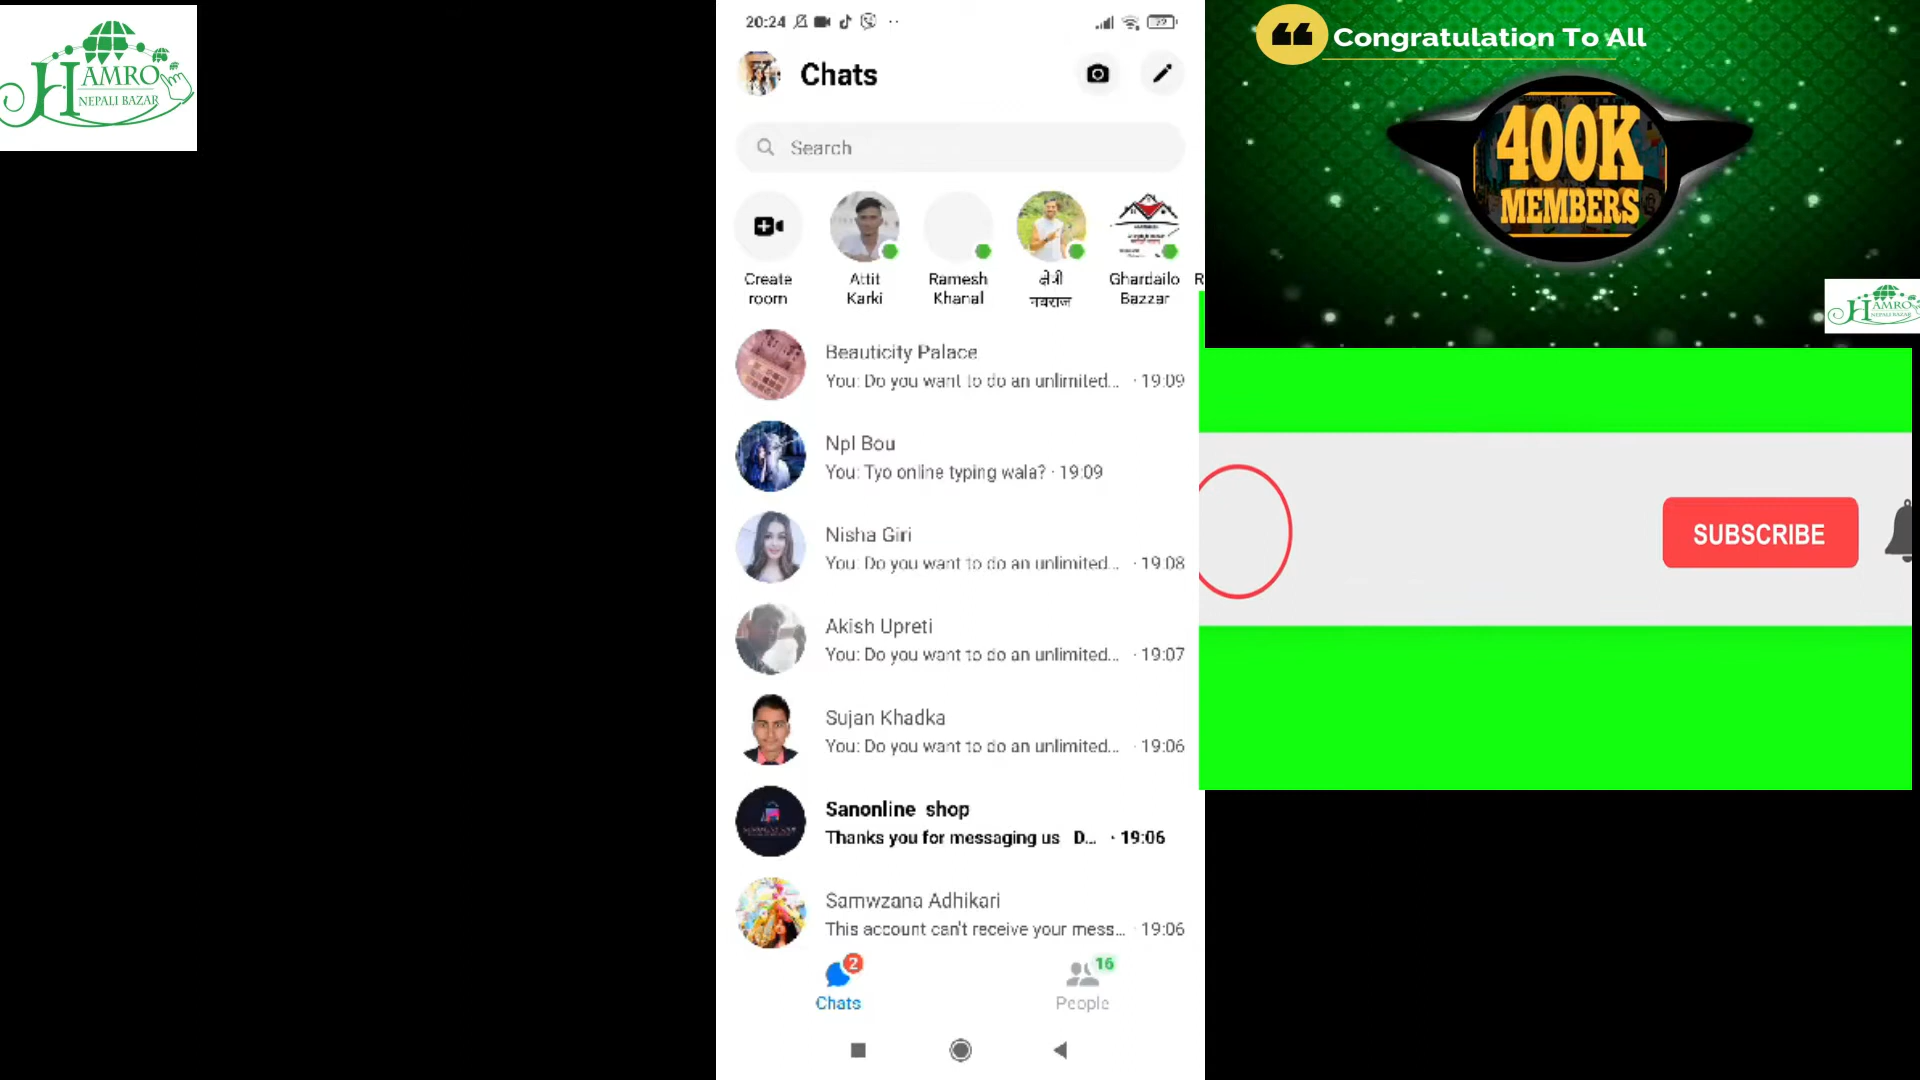 HAMRO
NEPALI BAZAR
20:24
Chats
Search
Create
room
Attit
Karki
Ramesh
Khanal
क्षेत्री
नवराज
Ghardailo
Bazzar
R
Beauticity Palace
You: Do you want to do an unlimited... · 19:09
Npl Bou
You: Tyo online typing wala? · 19:09
Nisha Giri
You: Do you want to do an unlimited... · 19:08
Akish Upreti
You: Do you want to do an unlimited... · 19:07
Sujan Khadka
You: Do you want to do an unlimited... · 19:06
Sanonline shop
Thanks you for messaging us D... · 19:06
Samwzana Adhikari
This account can't receive your mess... · 19:06
2
Chats
16
People
Congratulation To All
400K
MEMBERS
HAMRO
NEPALI BAZAR
SUBSCRIBE